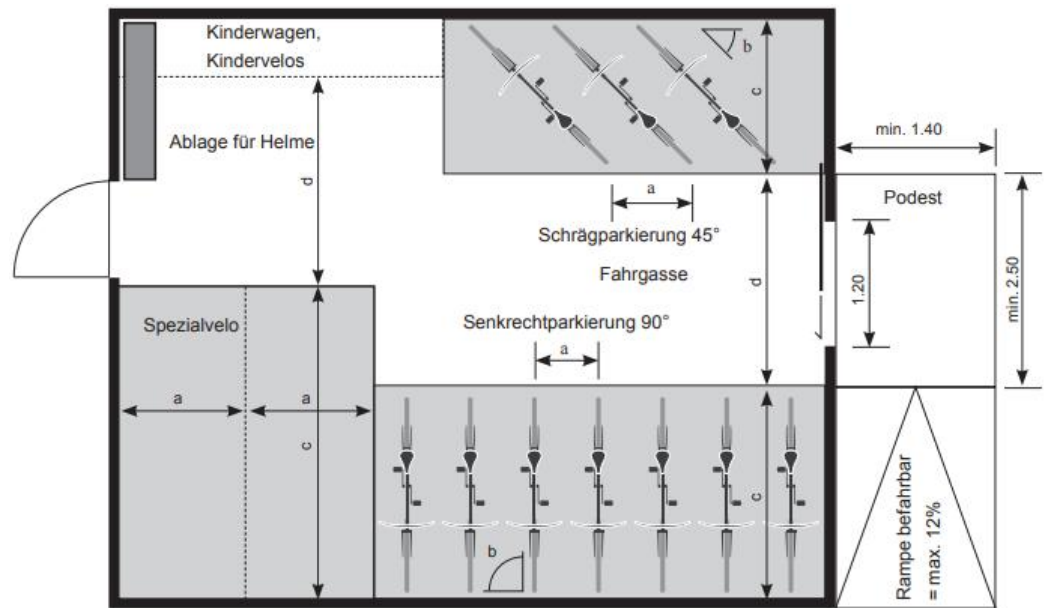 Kinderwagen,
Kindervelos
b
c
min. 1.40
Ablage für Helme
d
a
Podest
Schrägparkierung 45°
Fahrgasse
d
1.20
min. 2.50
Spezialvelo
Senkrechtparkierung 90°
a
a
a
c
c
b
Rampe befahrbar
= max. 12%